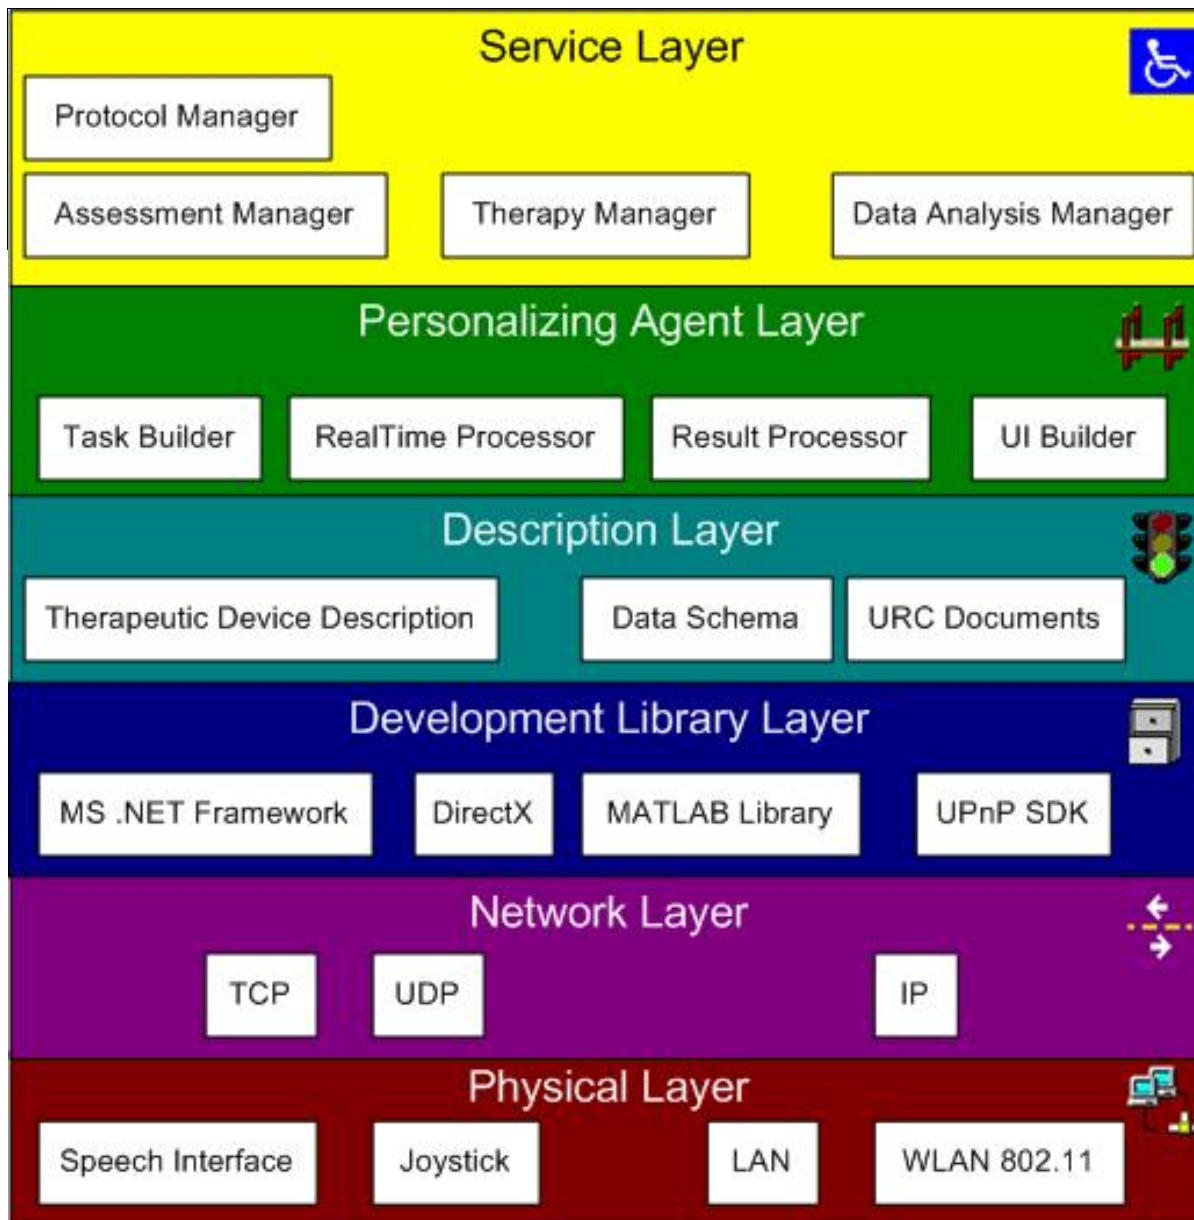 Service Layer
Protocol Manager
Assessment Manager
Therapy Manager
Data Analysis Manager
Personalizing Agent Layer
Task Builder
RealTime Processor
Result Processor
UI Builder
Description Layer
Therapeutic Device Description
Data Schema
URC Documents
Development Library Layer
MS .NET Framework
DirectX
MATLAB Library
UPnP SDK
Network Layer
TCP
UDP
IP
Physical Layer
Speech Interface
Joystick
LAN
WLAN 802.11